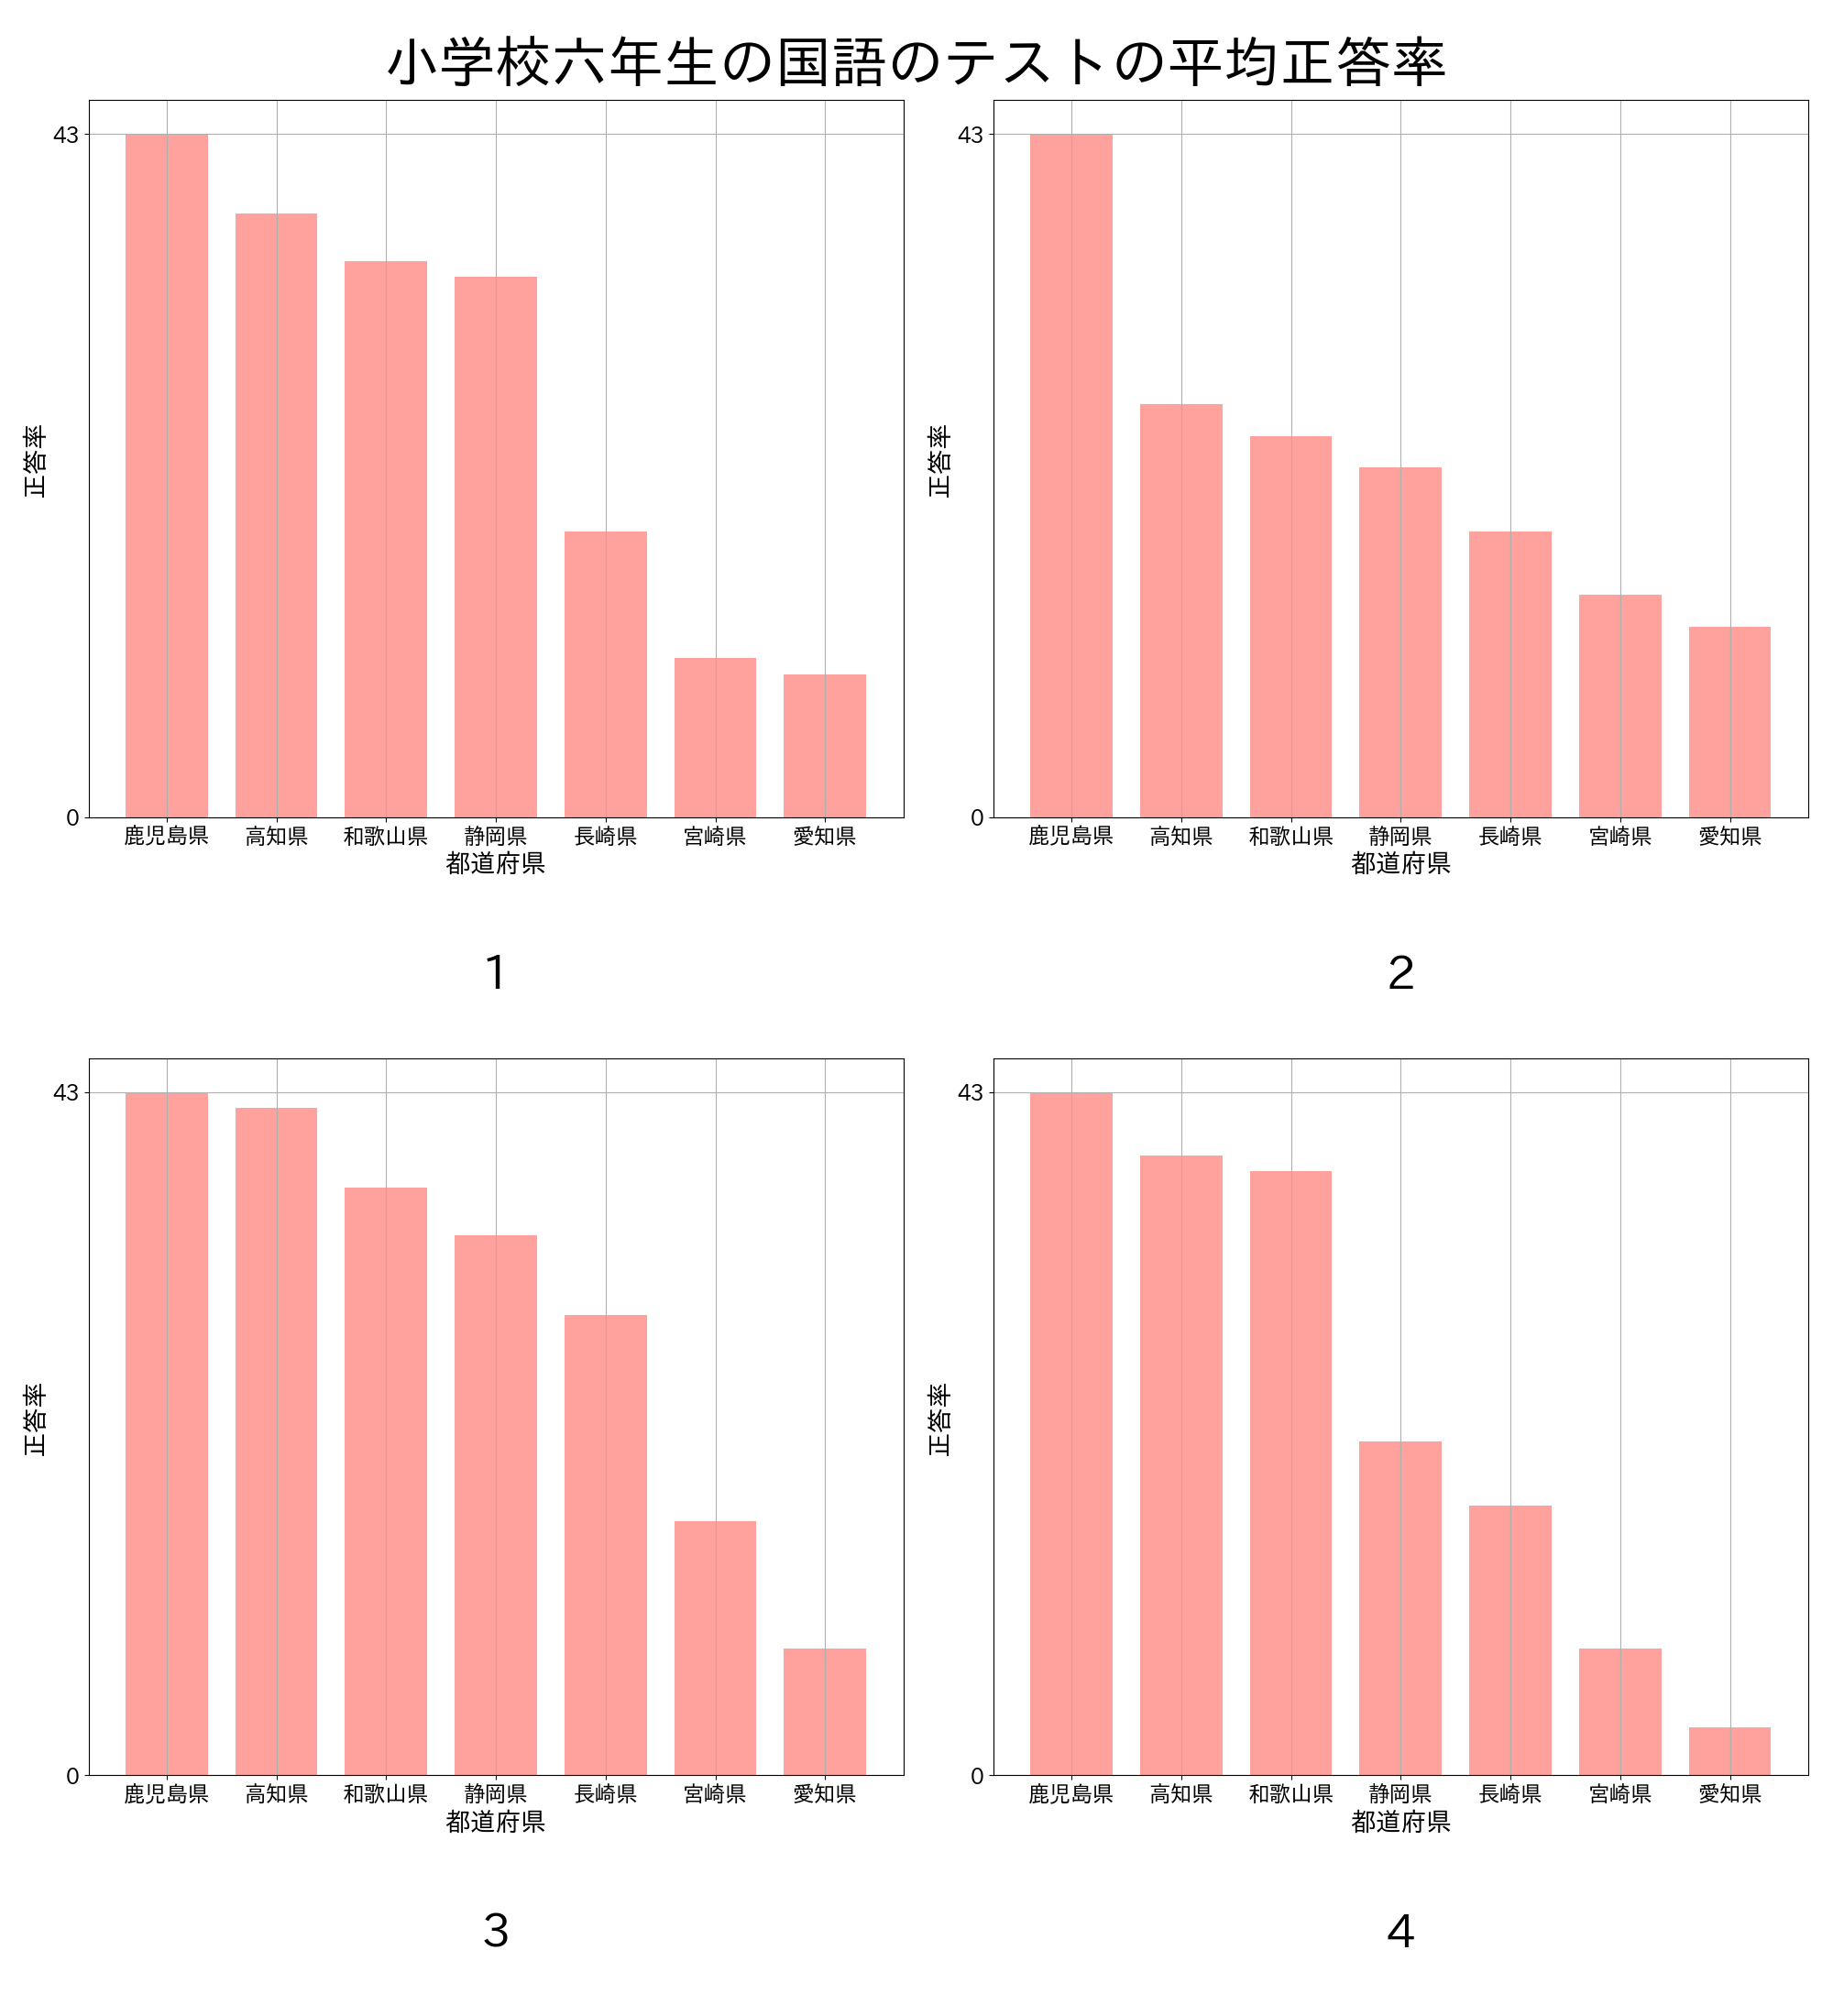 小学校六年生の国語のテストの平均正答率
43
正答率
0
鹿児島県 高知県 和歌山県 静岡県 長崎県 宮崎県 愛知県
都道府県
1
43
正答率
0
鹿児島県 高知県 和歌山県 静岡県 長崎県 宮崎県 愛知県
都道府県
2
43
正答率
0
鹿児島県 高知県 和歌山県 静岡県 長崎県 宮崎県 愛知県
都道府県
3
43
正答率
0
鹿児島県 高知県 和歌山県 静岡県 長崎県 宮崎県 愛知県
都道府県
4